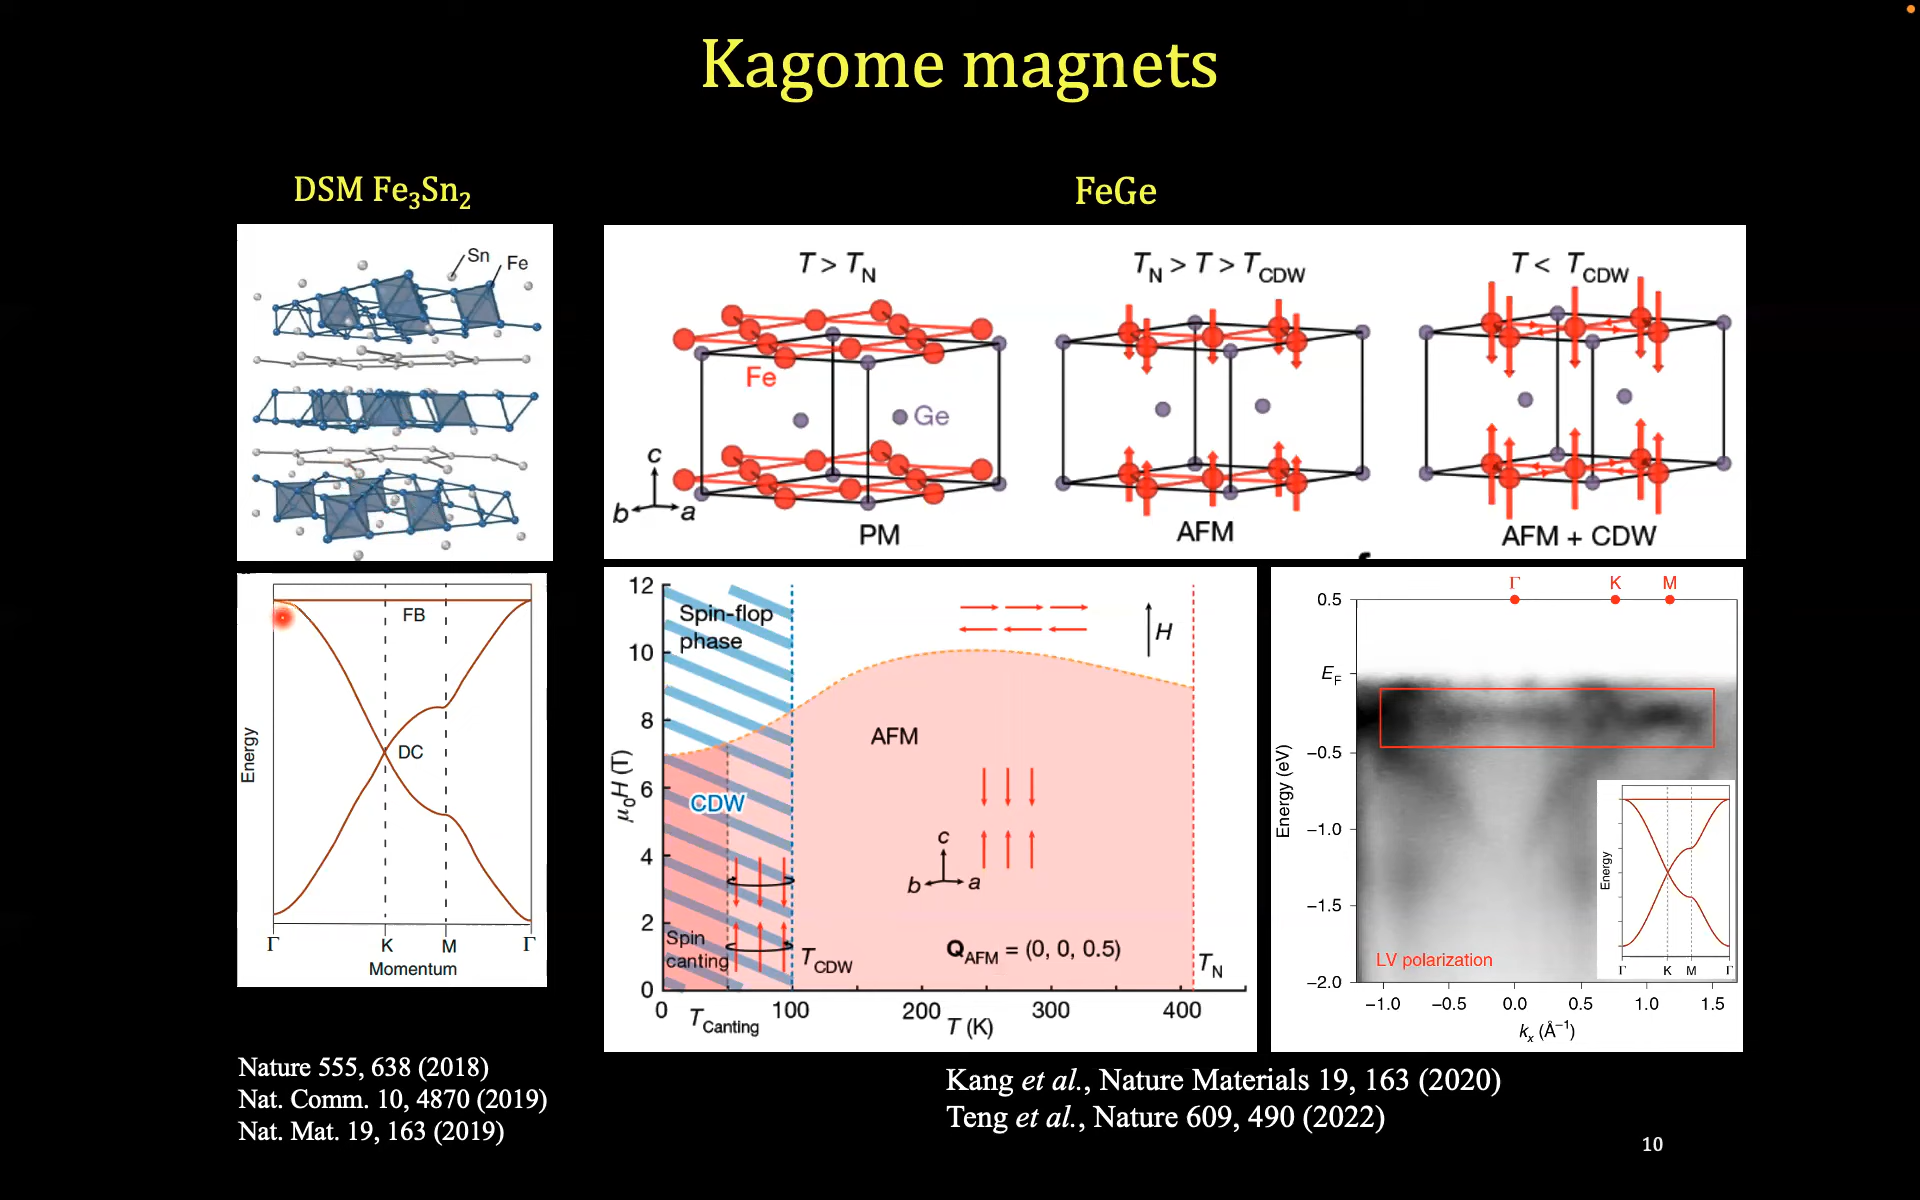 Kagome magnets
DSM Fe₃Sn₂
FeGe
Sn
Fe
T > T_N
T_N > T > T_CDW
T < T_CDW
Fe
Ge
c
b
a
PM
AFM
AFM + CDW
FB
DC
Energy
Γ
K
M
Γ
Momentum
12
10
8
6
4
2
0
μ₀H (T)
Spin-flop
phase
H
AFM
CDW
c
b
a
Spin
canting
T_CDW
Q_AFM = (0, 0, 0.5)
T_N
0
T_Canting
100
200
T (K)
300
400
Γ
K
M
0.5
E_F
−0.5
−1.0
−1.5
−2.0
Energy (eV)
LV polarization
Energy
Γ
K
M
Γ
−1.0
−0.5
0.0
0.5
1.0
1.5
kₓ (Å⁻¹)
Nature 555, 638 (2018)
Nat. Comm. 10, 4870 (2019)
Nat. Mat. 19, 163 (2019)
Kang et al., Nature Materials 19, 163 (2020)
Teng et al., Nature 609, 490 (2022)
10